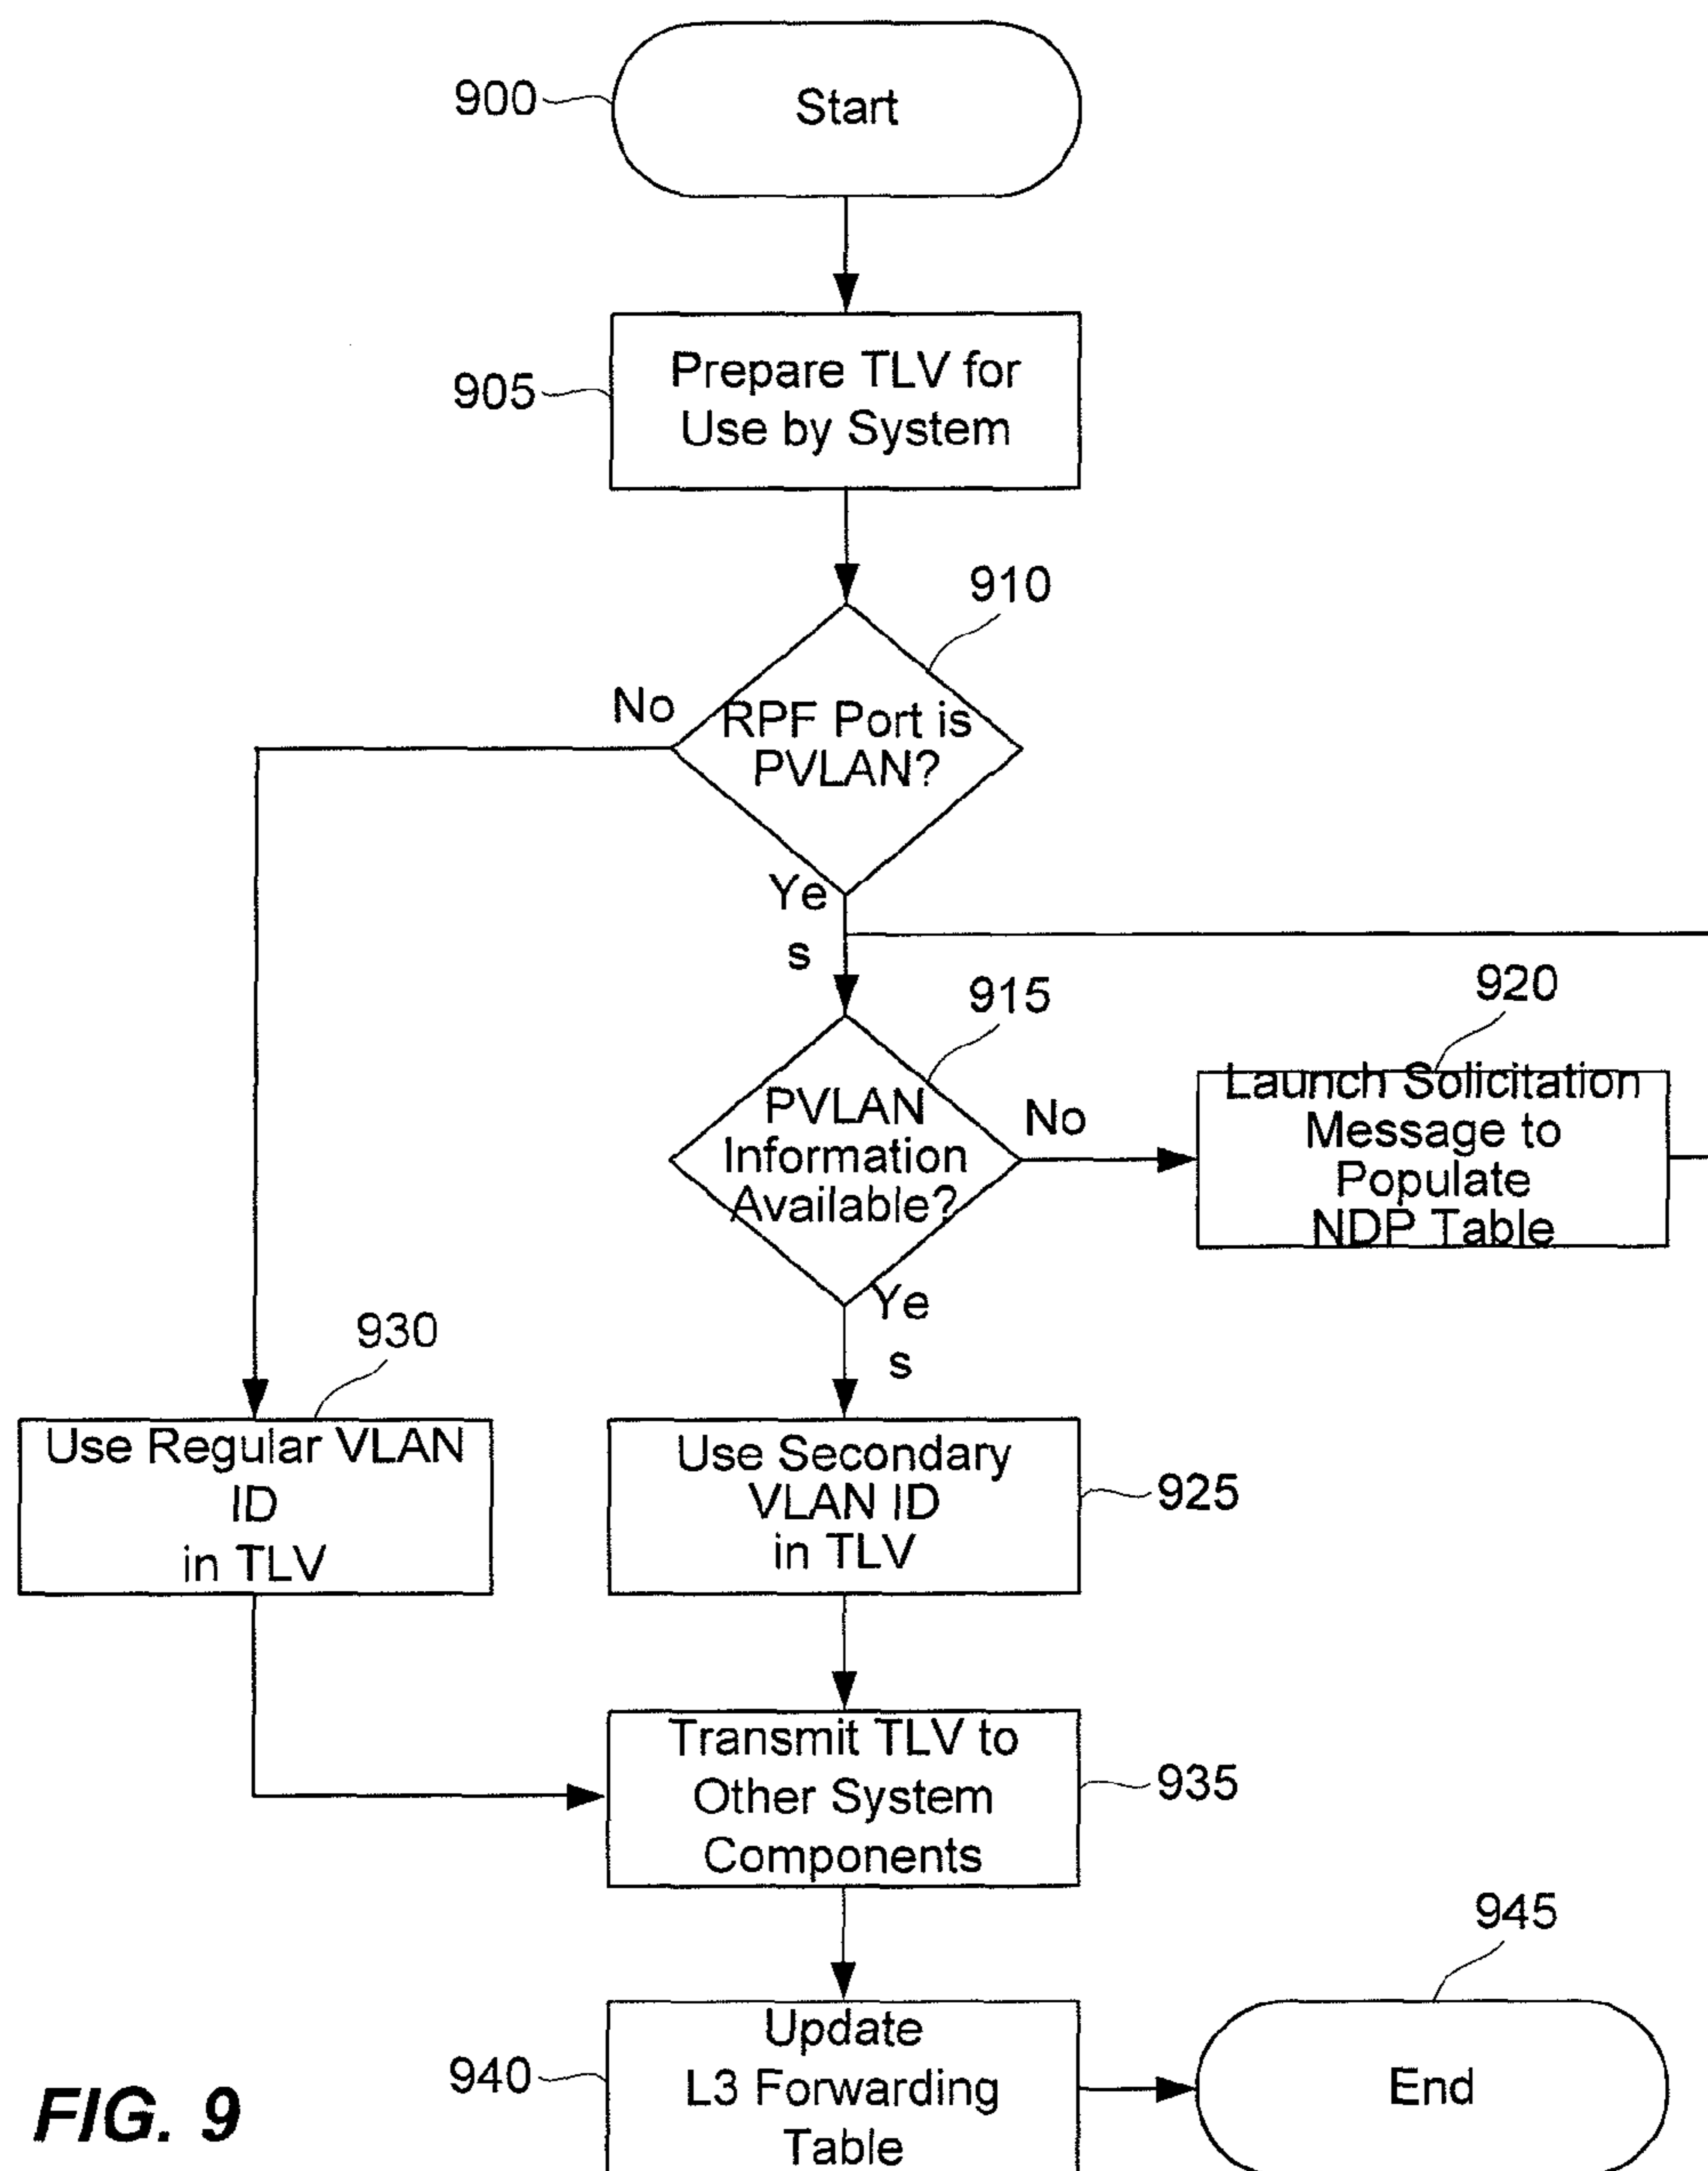 900
Start
905
Prepare TLV for
Use by System
910
No
RPF Port is
PVLAN?
Ye
s
915
920
PVLAN
Information
Available?
No
Launch Solicitation
Message to
Populate
NDP Table
Ye
s
930
Use Regular VLAN
ID
in TLV
Use Secondary
VLAN ID
in TLV
925
Transmit TLV to
Other System
Components
935
945
940
Update
L3 Forwarding
Table
End
FIG. 9